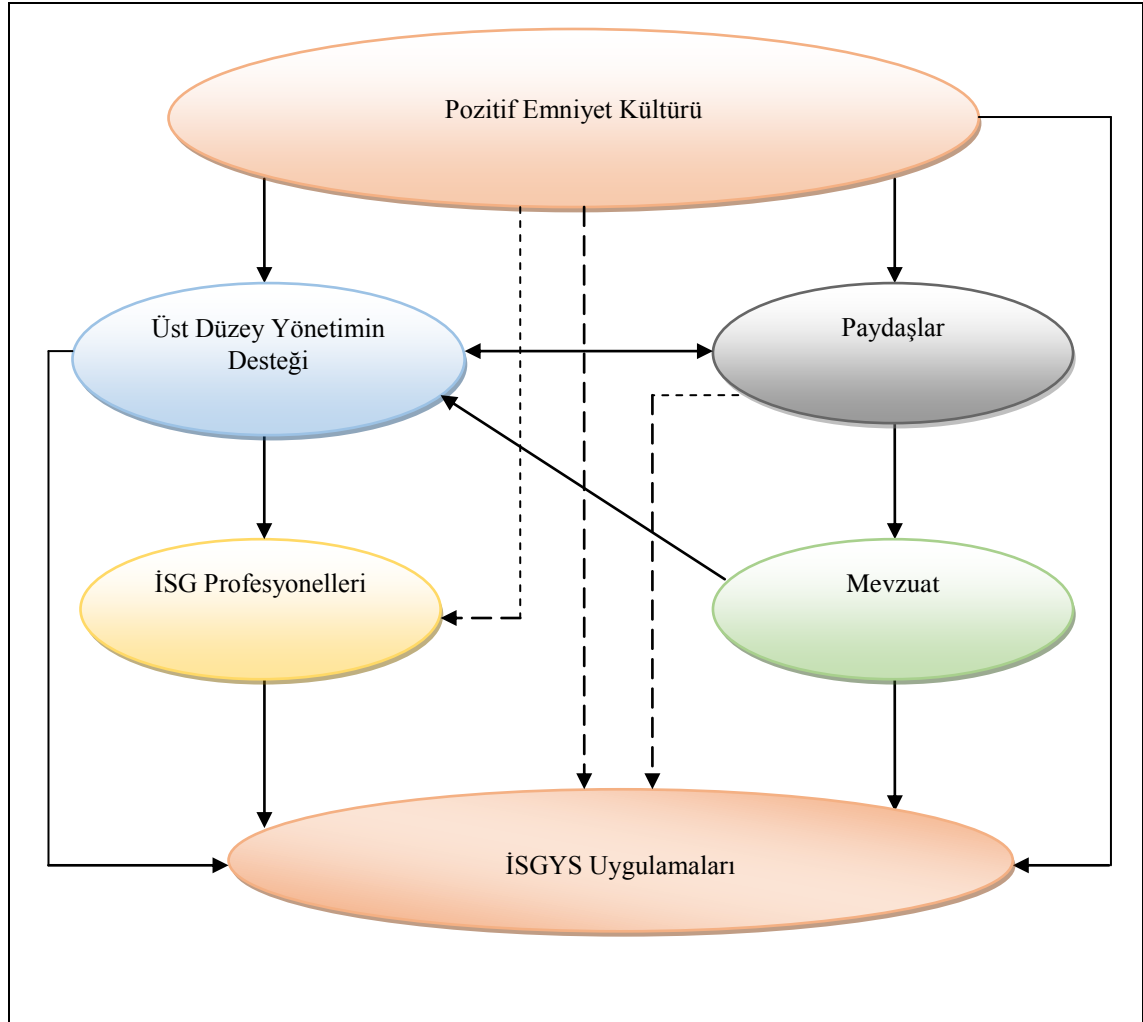 Pozitif Emniyet Kültürü
Üst Düzey Yönetimin
Desteği
Paydaşlar
İSG Profesyonelleri
Mevzuat
İSGYS Uygulamaları